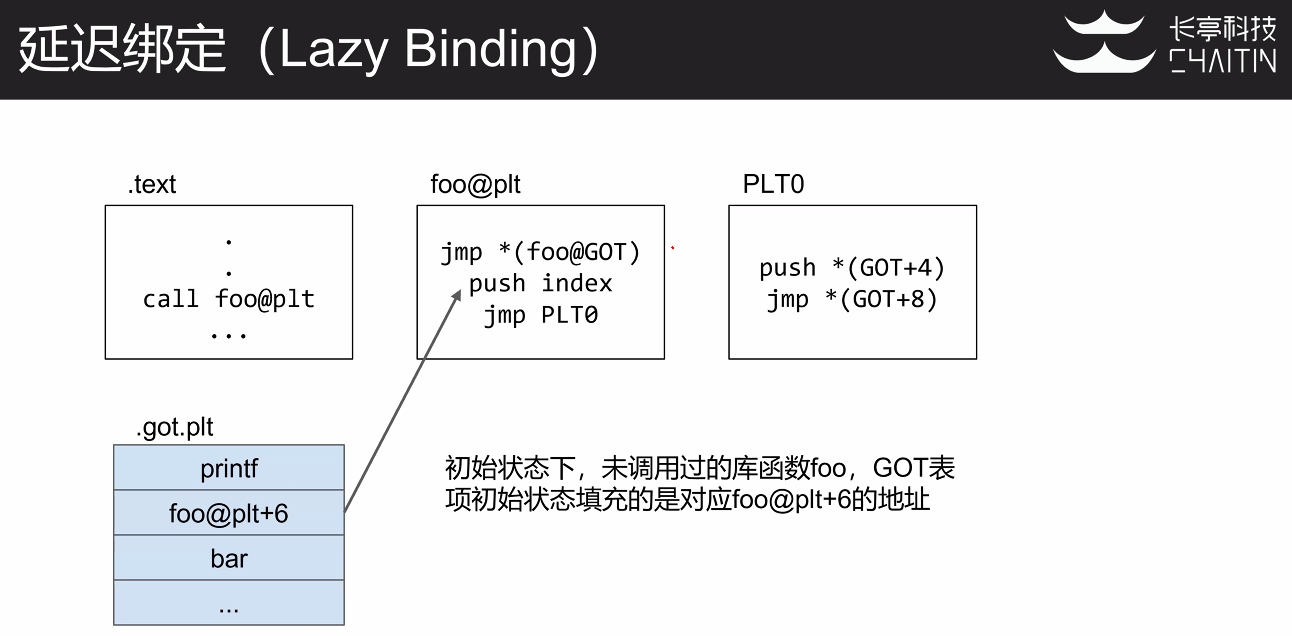 延迟绑定（Lazy Binding）
长亭科技
CHAITIN
.text
.
.
call foo@plt
...
foo@plt
jmp *(foo@GOT)
push index
jmp PLT0
PLT0
push *(GOT+4)
jmp *(GOT+8)
.got.plt
printf
foo@plt+6
bar
...
初始状态下，未调用过的库函数foo，GOT表
项初始状态填充的是对应foo@plt+6的地址